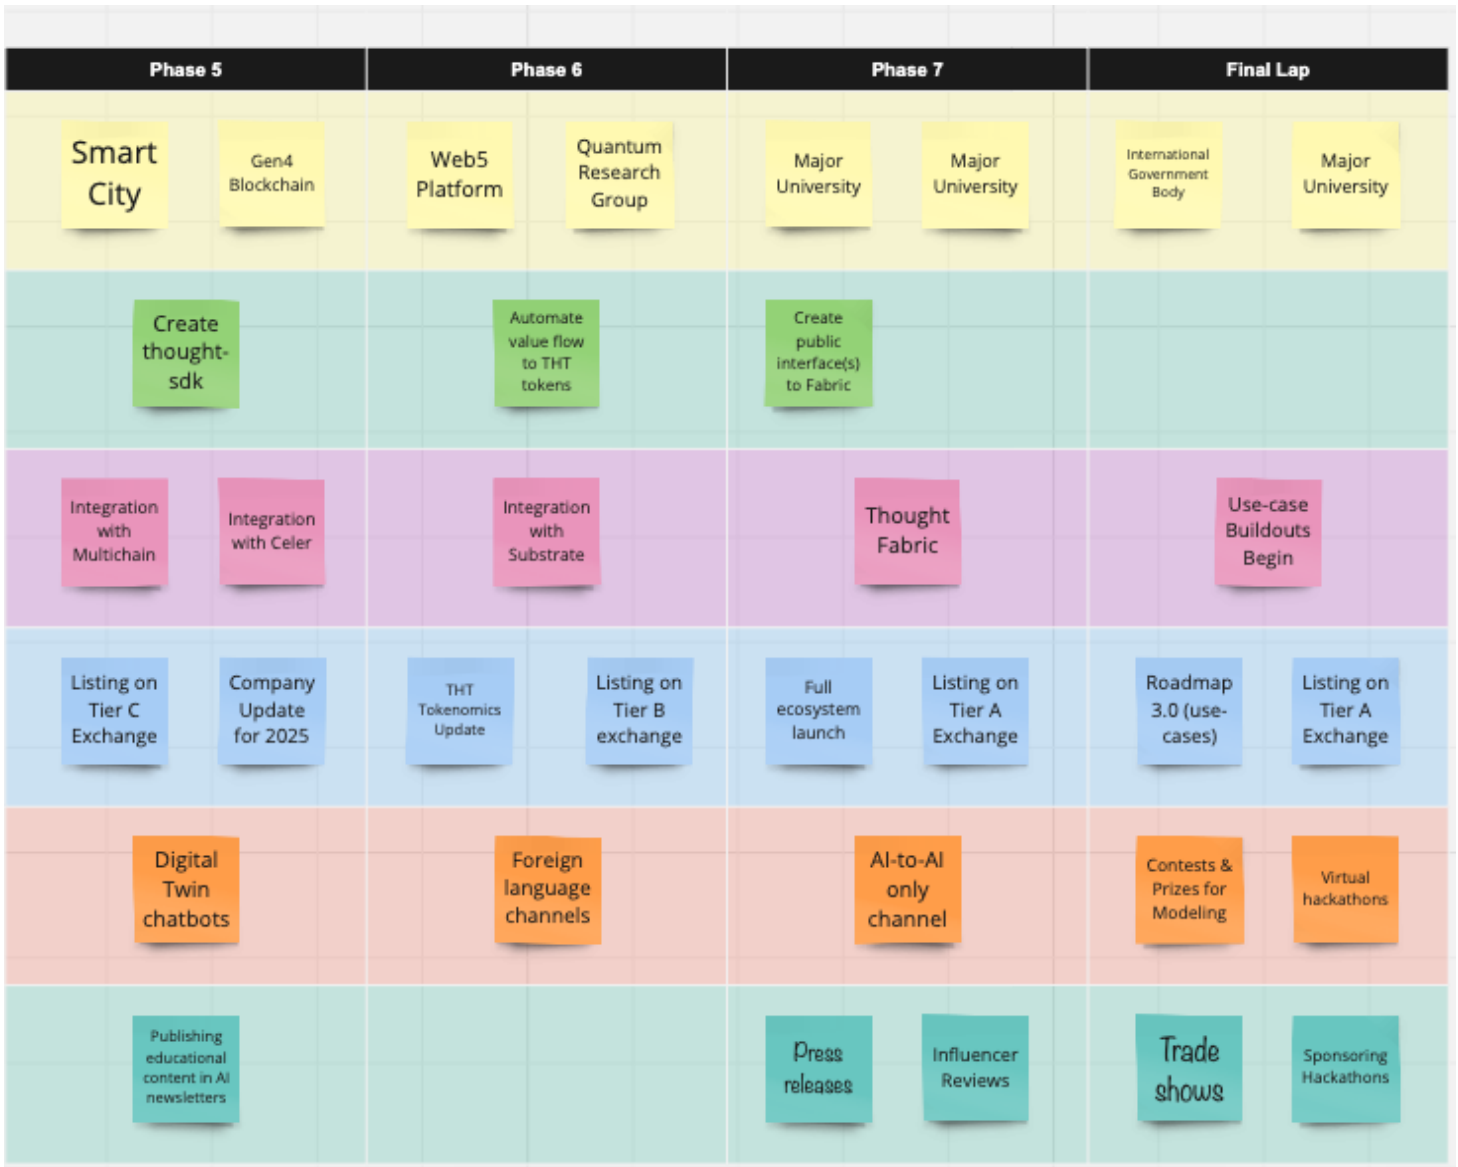 Phase 5
Phase 6
Phase 7
Final Lap
Smart
City
Gen4
Blockchain
Web5
Platform
Quantum
Research
Group
Major
University
Major
University
International
Government
Body
Major
University
Create
thought-
sdk
Automate
value flow
to THT
tokens
Create
public
interface(s)
to Fabric
Integration
with
Multichain
Integration
with Celer
Integration
with
Substrate
Thought
Fabric
Use-case
Buildouts
Begin
Listing on
Tier C
Exchange
Company
Update
for 2025
THT
Tokenomics
Update
Listing on
Tier B
exchange
Full
ecosystem
launch
Listing on
Tier A
Exchange
Roadmap
3.0 (use-
cases)
Listing on
Tier A
Exchange
Digital
Twin
chatbots
Foreign
language
channels
AI-to-AI
only
channel
Contests &
Prizes for
Modeling
Virtual
hackathons
Publishing
educational
content in AI
newsletters
Press
releases
Influencer
Reviews
Trade
shows
Sponsoring
Hackathons